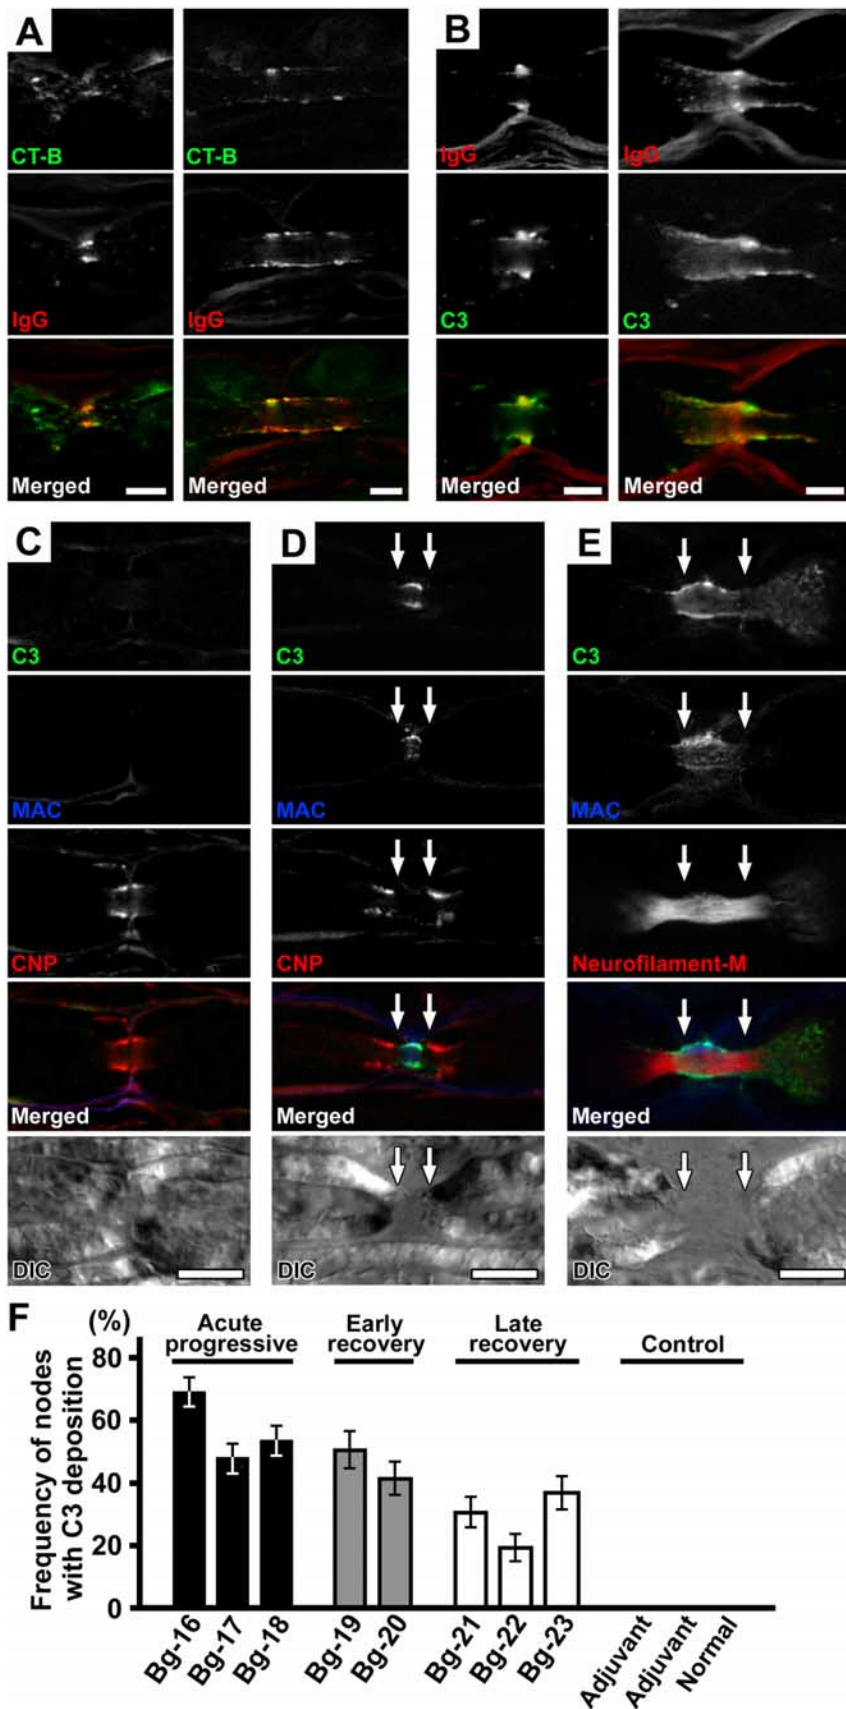 A
B
CT-B
CT-B
IgG
IgG
IgG
IgG
C3
C3
Merged
Merged
Merged
Merged
C
D
E
C3
C3
C3
MAC
MAC
MAC
CNP
CNP
Neurofilament-M
Merged
Merged
Merged
DIC
DIC
DIC
F
(%)
Acute
progressive
Early
recovery
Late
recovery
Control
Frequency of nodes
with C3 deposition
80
60
40
20
0
Bg-16
Bg-17
Bg-18
Bg-19
Bg-20
Bg-21
Bg-22
Bg-23
Adjuvant
Adjuvant
Normal